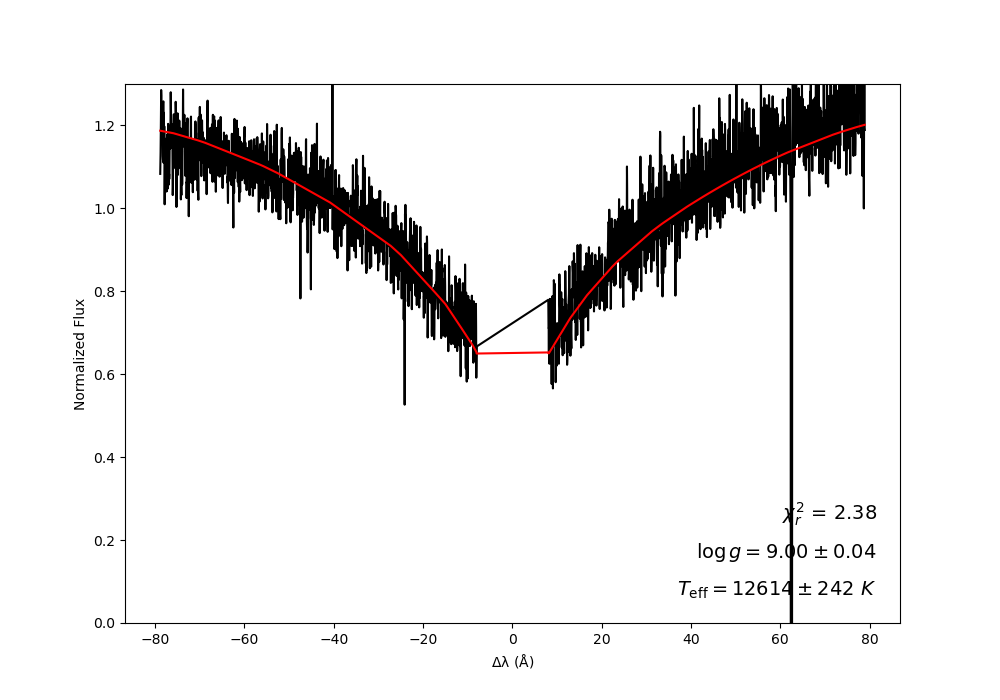 1.2
1.0
0.8
0.6
0.4
0.2
0.0
Normalized Flux
χ²ᵣ = 2.38
log g = 9.00 ± 0.04
T_eff = 12614 ± 242 K
−80 −60 −40 −20 0 20 40 60 80
Δλ (Å)